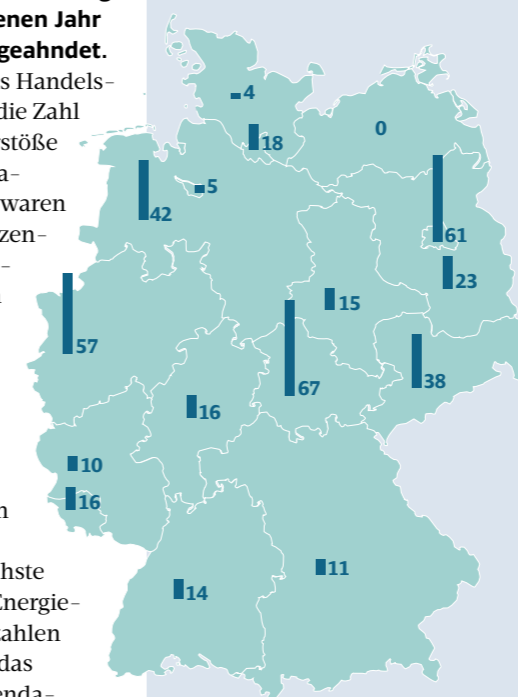 enen Jahr
geahndet.
s Handels-
die Zahl
stöße
a-
waren
zen-
-
n
hste
Energie-
zahlen
das
enda-
4
18
0
5
42
61
23
15
57
67
38
16
10
16
11
14